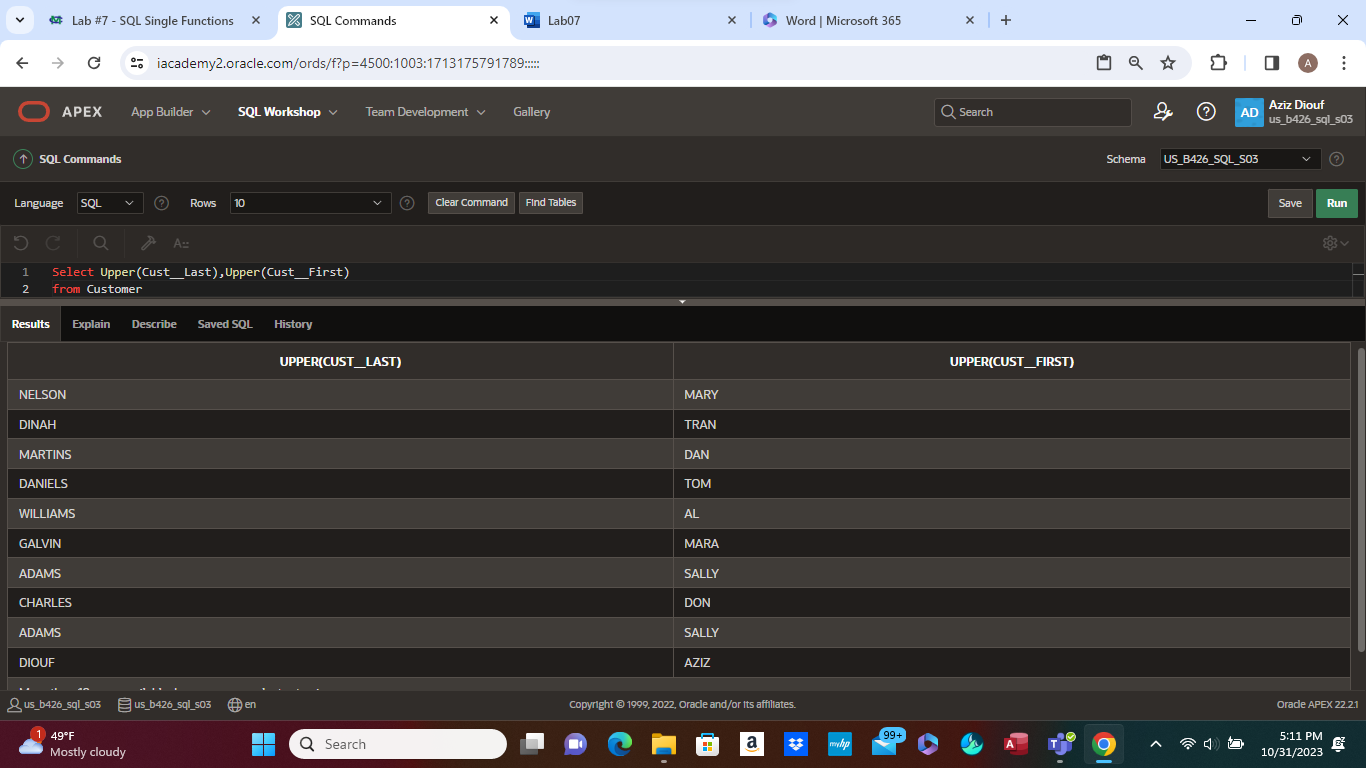 Lab #7 - SQL Single Functions
SQL Commands
Lab07
Word | Microsoft 365
iacademy2.oracle.com/ords/f?p=4500:1003:1713175791789:::::
A
APEX
App Builder
SQL Workshop
Team Development
Gallery
Search
AD
Aziz Diouf
us_b426_sql_s03
SQL Commands
Schema
US_B426_SQL_S03
Language
SQL
Rows
10
Clear Command
Find Tables
Save
Run
1 Select Upper(Cust__Last),Upper(Cust__First)
2 from Customer
Results
Explain
Describe
Saved SQL
History
UPPER(CUST__LAST) UPPER(CUST__FIRST)
NELSON MARY
DINAH TRAN
MARTINS DAN
DANIELS TOM
WILLIAMS AL
GALVIN MARA
ADAMS SALLY
CHARLES DON
ADAMS SALLY
DIOUF AZIZ
us_b426_sql_s03
us_b426_sql_s03
en
Copyright © 1999, 2022, Oracle and/or its affiliates.
Oracle APEX 22.2.1
1
49°F
Mostly cloudy
Search
a
myhp
99+
5:11 PM
10/31/2023